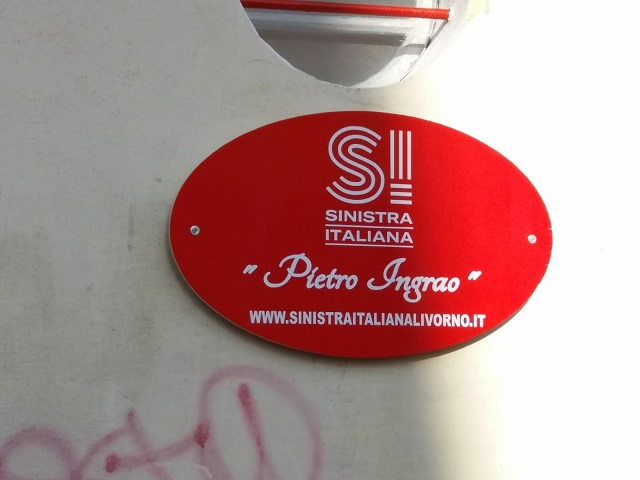 SI
SINISTRA
ITALIANA
" Pietro Ingrao "
WWW.SINISTRAITALIANALIVORNO.IT